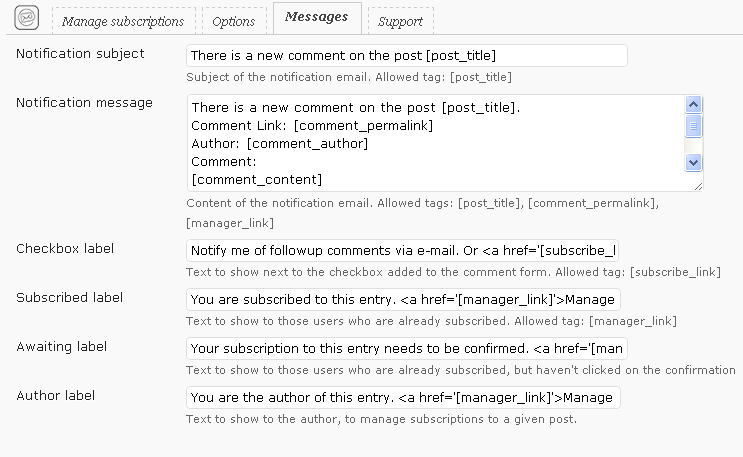 Manage subscriptions Options Messages Support
Notification subject There is a new comment on the post [post_title]
Subject of the notification email. Allowed tag: [post_title]
Notification message There is a new comment on the post [post_title].
Comment Link: [comment_permalink]
Author: [comment_author]
Comment:
[comment_content]
Content of the notification email. Allowed tags: [post_title], [comment_permalink],
[manager_link]
Checkbox label Notify me of followup comments via e-mail. Or <a href='[subscribe_l
Text to show next to the checkbox added to the comment form. Allowed tag: [subscribe_link]
Subscribed label You are subscribed to this entry. <a href='[manager_link]'>Manage
Text to show to those users who are already subscribed. Allowed tag: [manager_link]
Awaiting label Your subscription to this entry needs to be confirmed. <a href='[man
Text to show to those users who are already subscribed, but haven't clicked on the confirmation
Author label You are the author of this entry. <a href='[manager_link]'>Manage
Text to show to the author, to manage subscriptions to a given post.